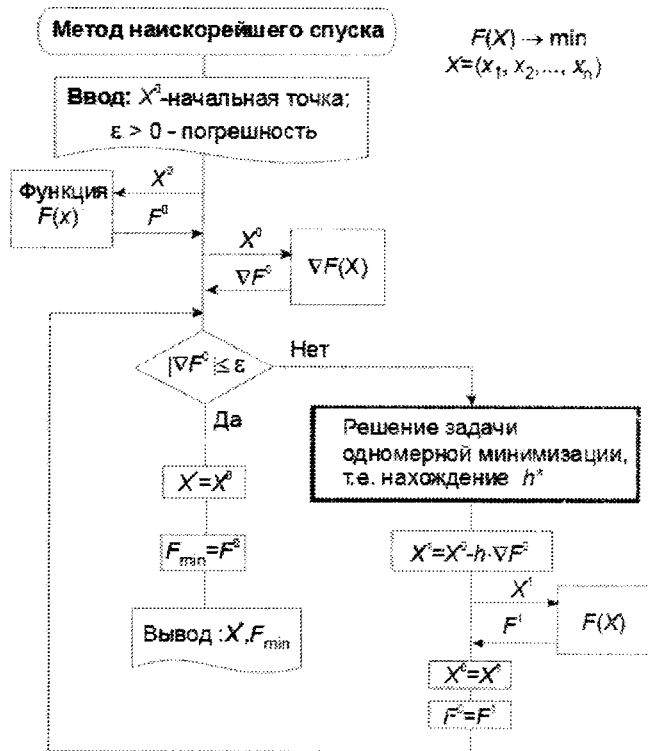 Метод наискорейшего спуска
F(X) → min
X=(x₁, x₂,..., xₙ)
Ввод: X⁰-начальная точка;
ε > 0 - погрешность
Функция
F(x)
X⁰
F⁰
X⁰
∇F⁰
∇F(X)
|∇F⁰|≤ ε
Нет
Да
Решение задачи
одномерной минимизации,
т.е. нахождение h*
X*=X⁰
Fmin=F⁰
Вывод :X*,Fmin
X¹=X⁰-h·∇F⁰
X¹
F¹
F(X)
X⁰=X¹
F⁰=F¹